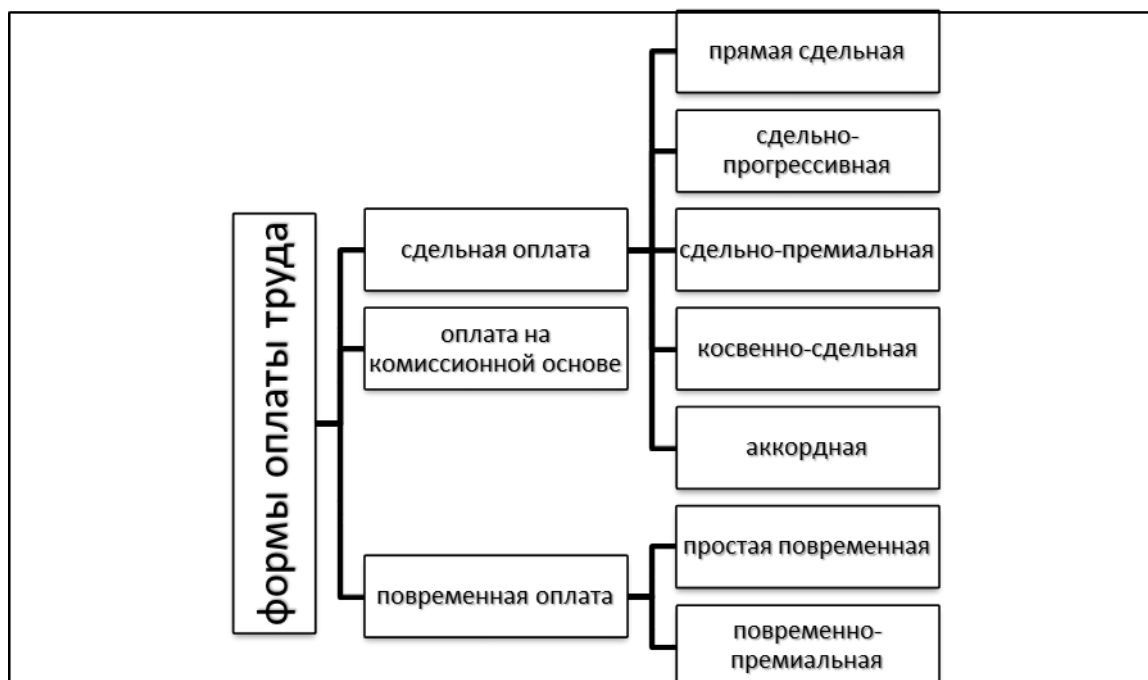 формы оплаты труда
сдельная оплата
прямая сдельная
сдельно-
прогрессивная
сдельно-премиальная
косвенно-сдельная
аккордная
оплата на
комиссионной основе
повременная оплата
простая повременная
повременно-
премиальная